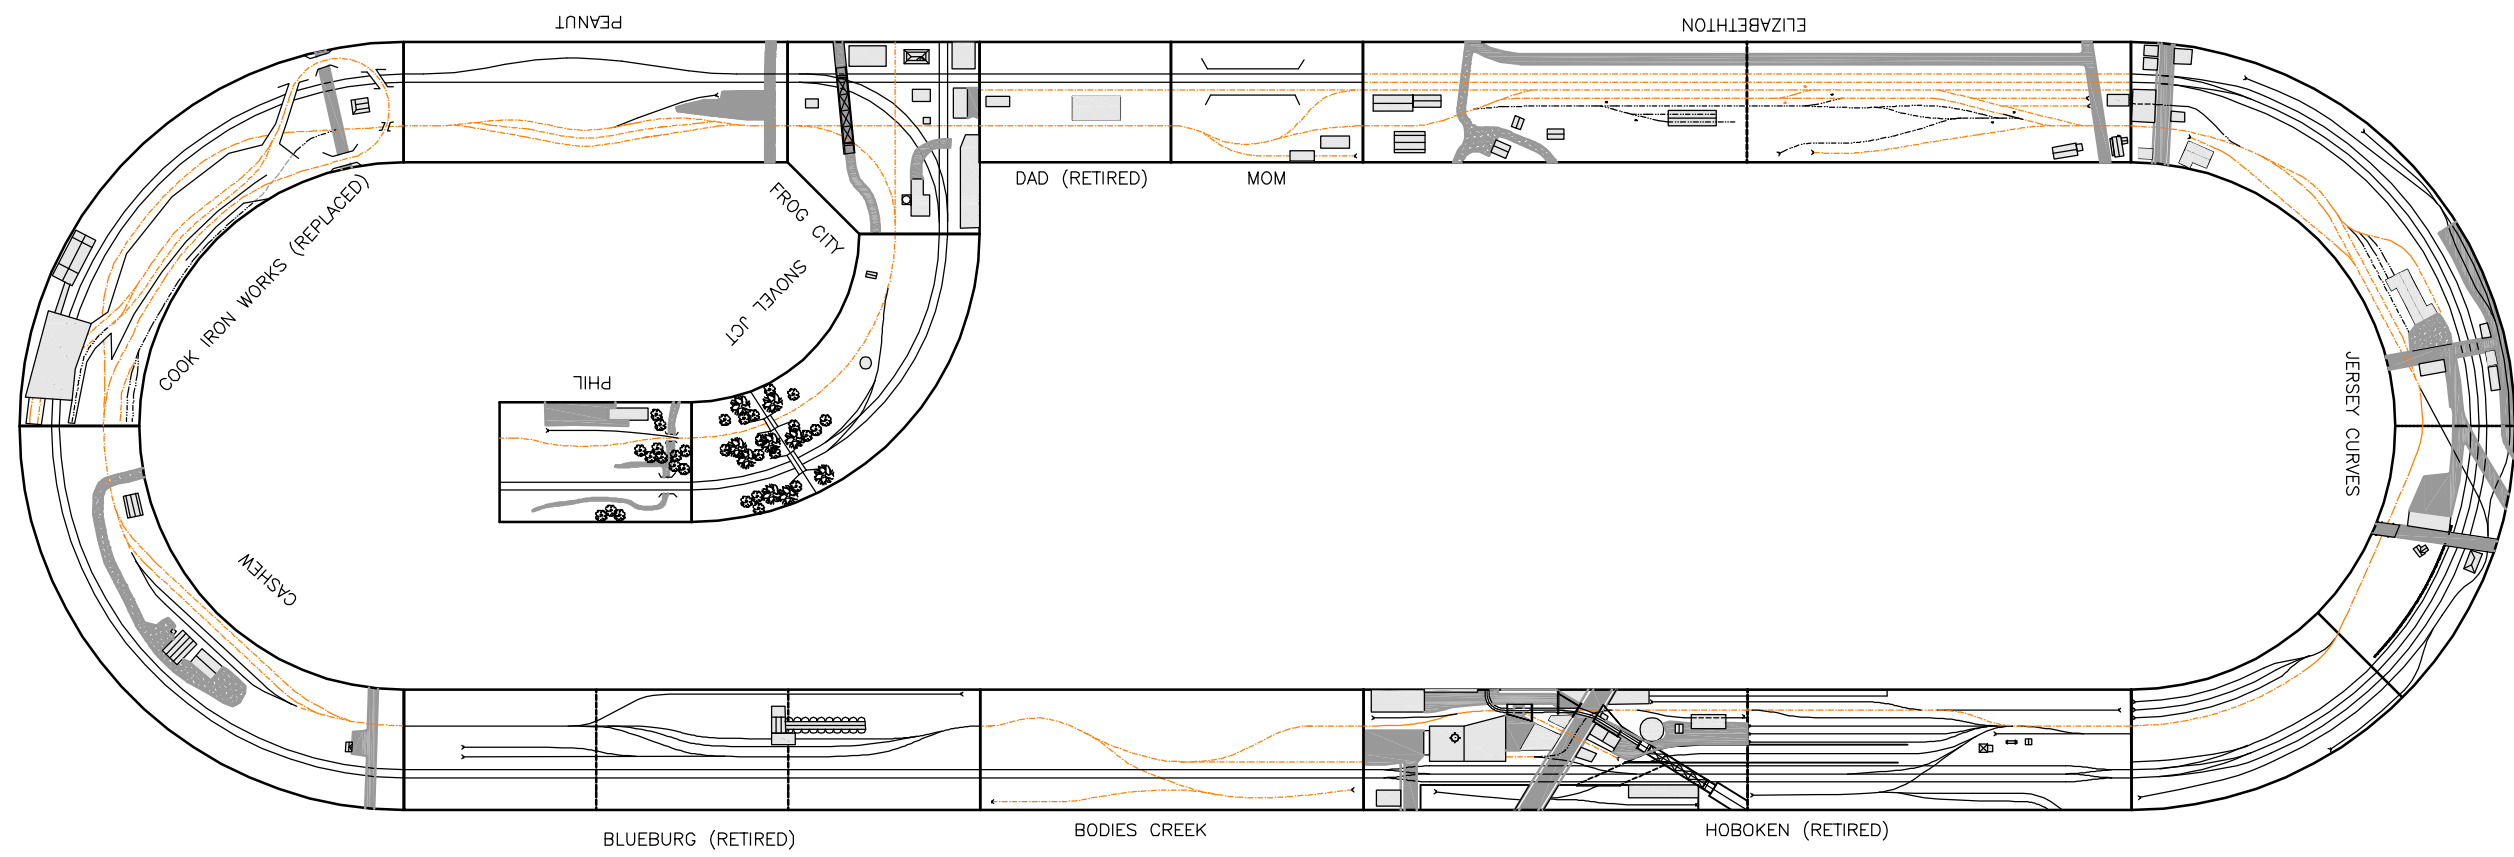 PEANUT
ELIZABETHTON
DAD (RETIRED)
MOM
FROG CITY
COOK IRON WORKS (REPLACED)
SNOVEL JCT
PHIL
JERSEY CURVES
CASHEW
BLUEBURG (RETIRED)
BODIES CREEK
HOBOKEN (RETIRED)